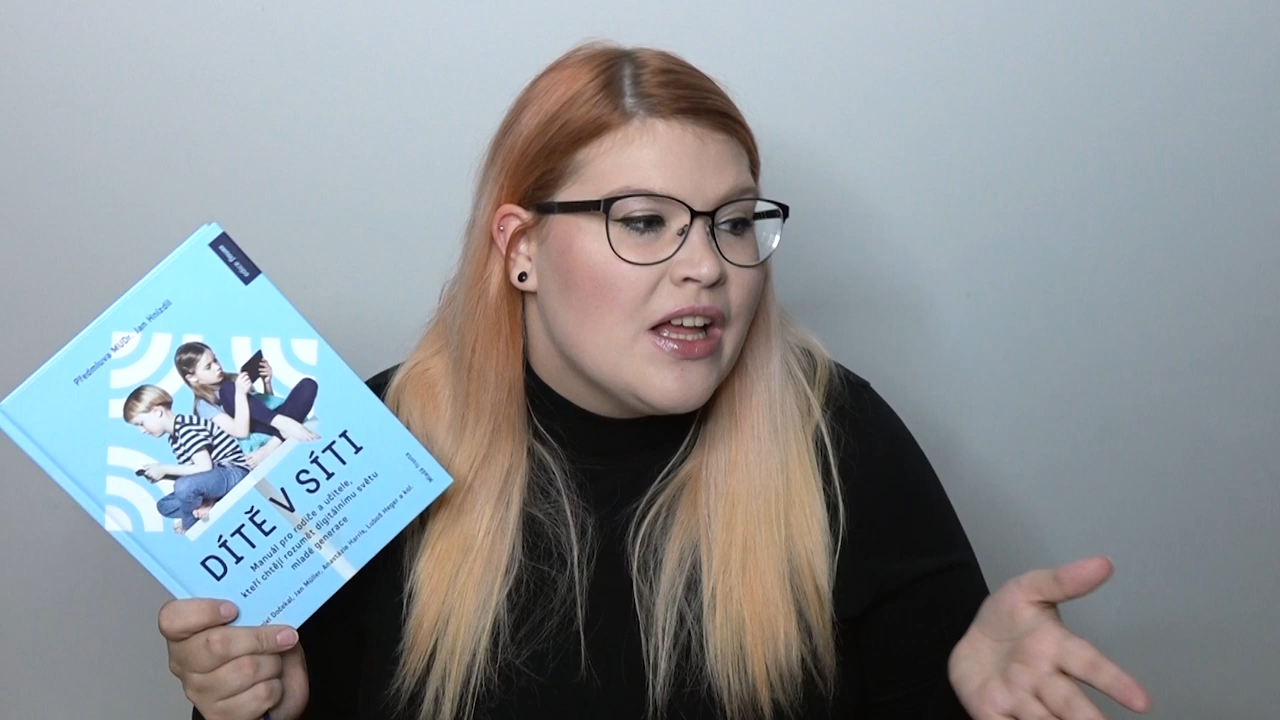 Předmluva MUDr. Jan Hnízdil
DÍTĚ V SÍTI
Manuál pro rodiče a učitele,
kteří chtějí rozumět digitálnímu světu
mladé generace
Dočekal, Jan Müller, Anastázie Harris, Luboš Heger a kol.